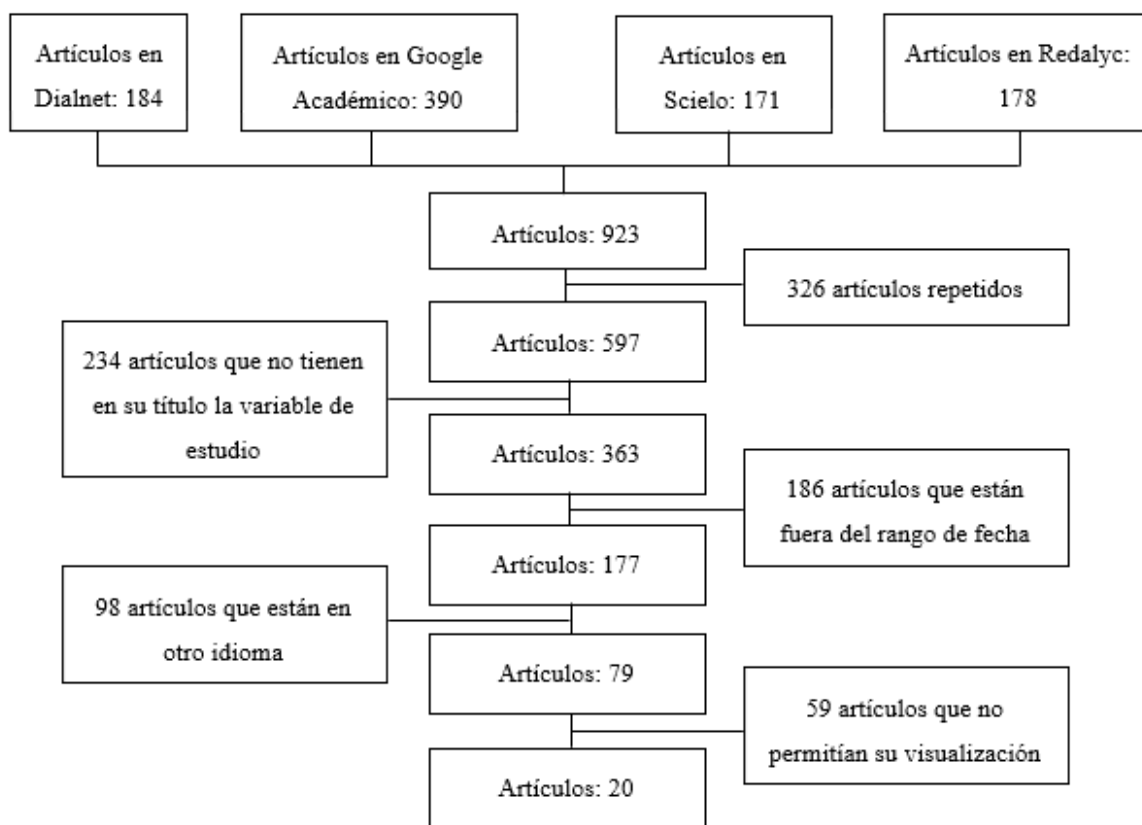 Artículos en
Dialnet: 184
Artículos en Google
Académico: 390
Artículos en
Scielo: 171
Artículos en Redalyc:
178
Artículos: 923
326 artículos repetidos
Artículos: 597
234 artículos que no tienen
en su título la variable de
estudio
Artículos: 363
186 artículos que están
fuera del rango de fecha
Artículos: 177
98 artículos que están en
otro idioma
Artículos: 79
59 artículos que no
permitían su visualización
Artículos: 20